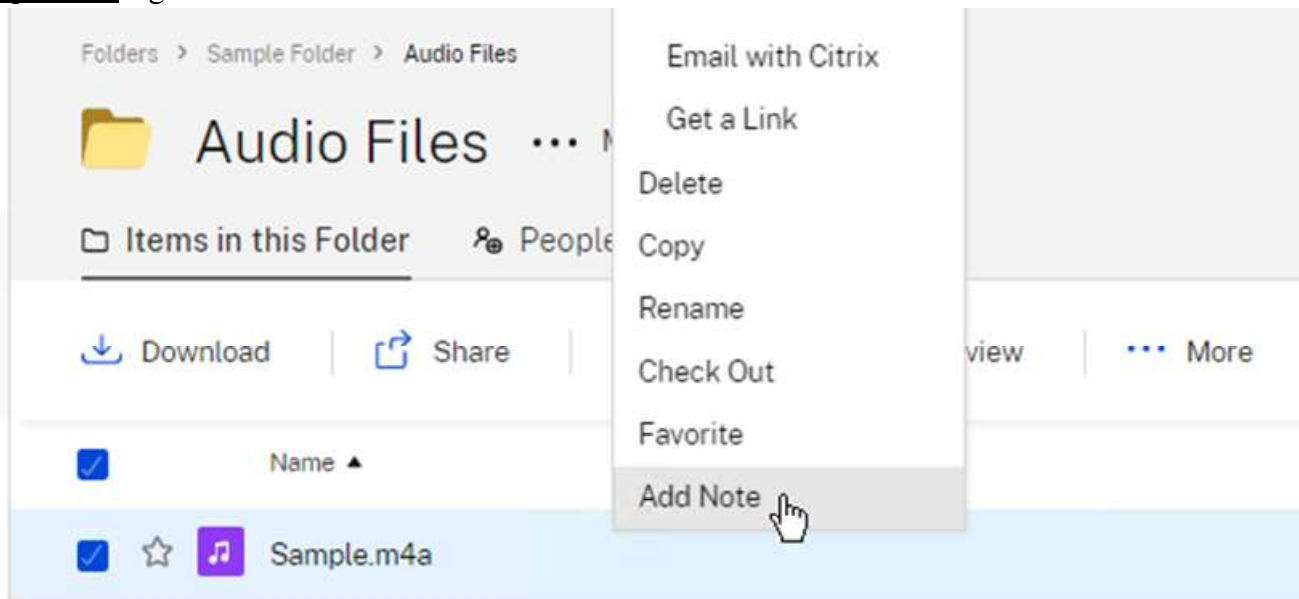 Folders > Sample Folder > Audio Files
Audio Files ...
Items in this Folder
People
Download
Share
view
... More
Name ▲
Sample.m4a
Email with Citrix
Get a Link
Delete
Copy
Rename
Check Out
Favorite
Add Note